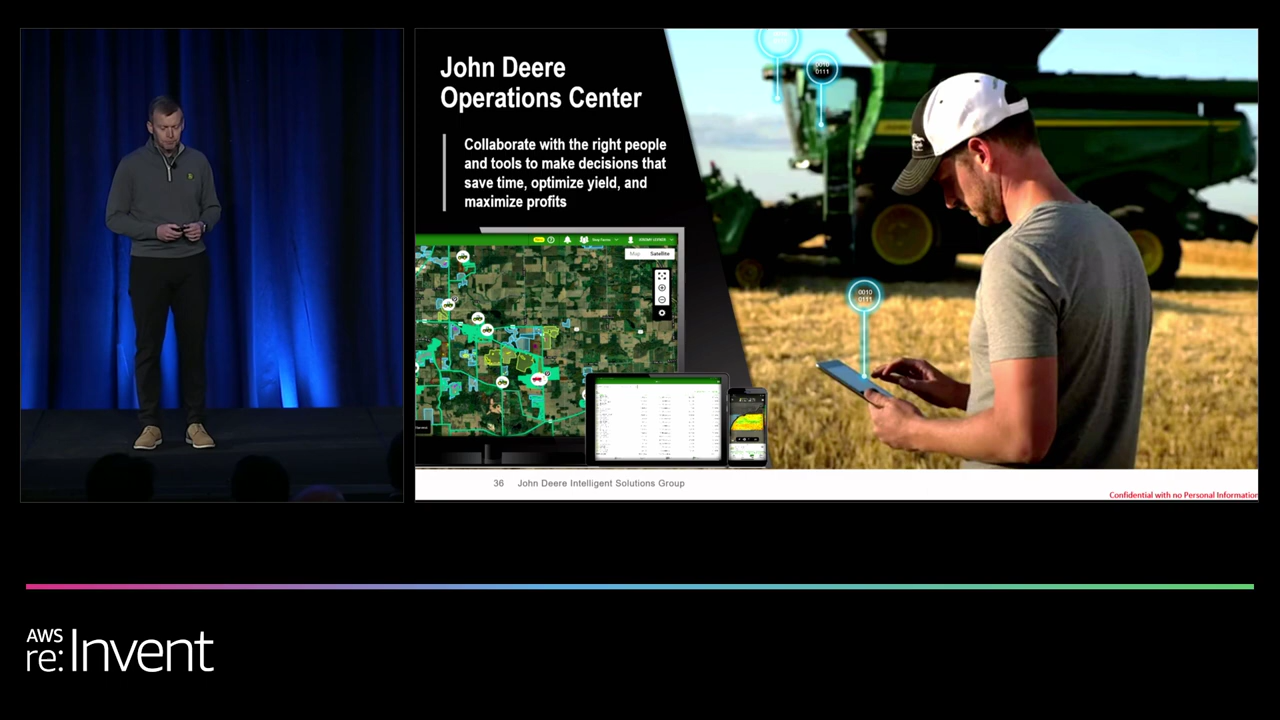 John Deere
Operations Center
Collaborate with the right people
and tools to make decisions that
save time, optimize yield, and
maximize profits
0010
0111
Map Satellite
0010
0111
36 John Deere Intelligent Solutions Group
Confidential with no Personal Information
AWS
re:Invent